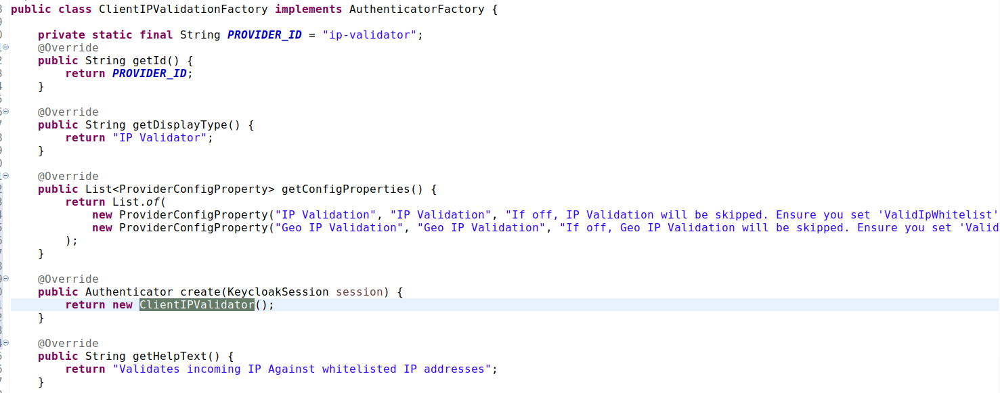 public class ClientIPValidationFactory implements AuthenticatorFactory {
private static final String PROVIDER_ID = "ip-validator";
@Override
public String getId() {
return PROVIDER_ID;
}
@Override
public String getDisplayType() {
return "IP Validator";
}
@Override
public List<ProviderConfigProperty> getConfigProperties() {
return List.of(
new ProviderConfigProperty("IP Validation", "IP Validation", "If off, IP Validation will be skipped. Ensure you set 'ValidIpWhitelist'
new ProviderConfigProperty("Geo IP Validation", "Geo IP Validation", "If off, Geo IP Validation will be skipped. Ensure you set 'Valid
);
}
@Override
public Authenticator create(KeycloakSession session) {
return new ClientIPValidator();
}
@Override
public String getHelpText() {
return "Validates incoming IP Against whitelisted IP addresses";
}